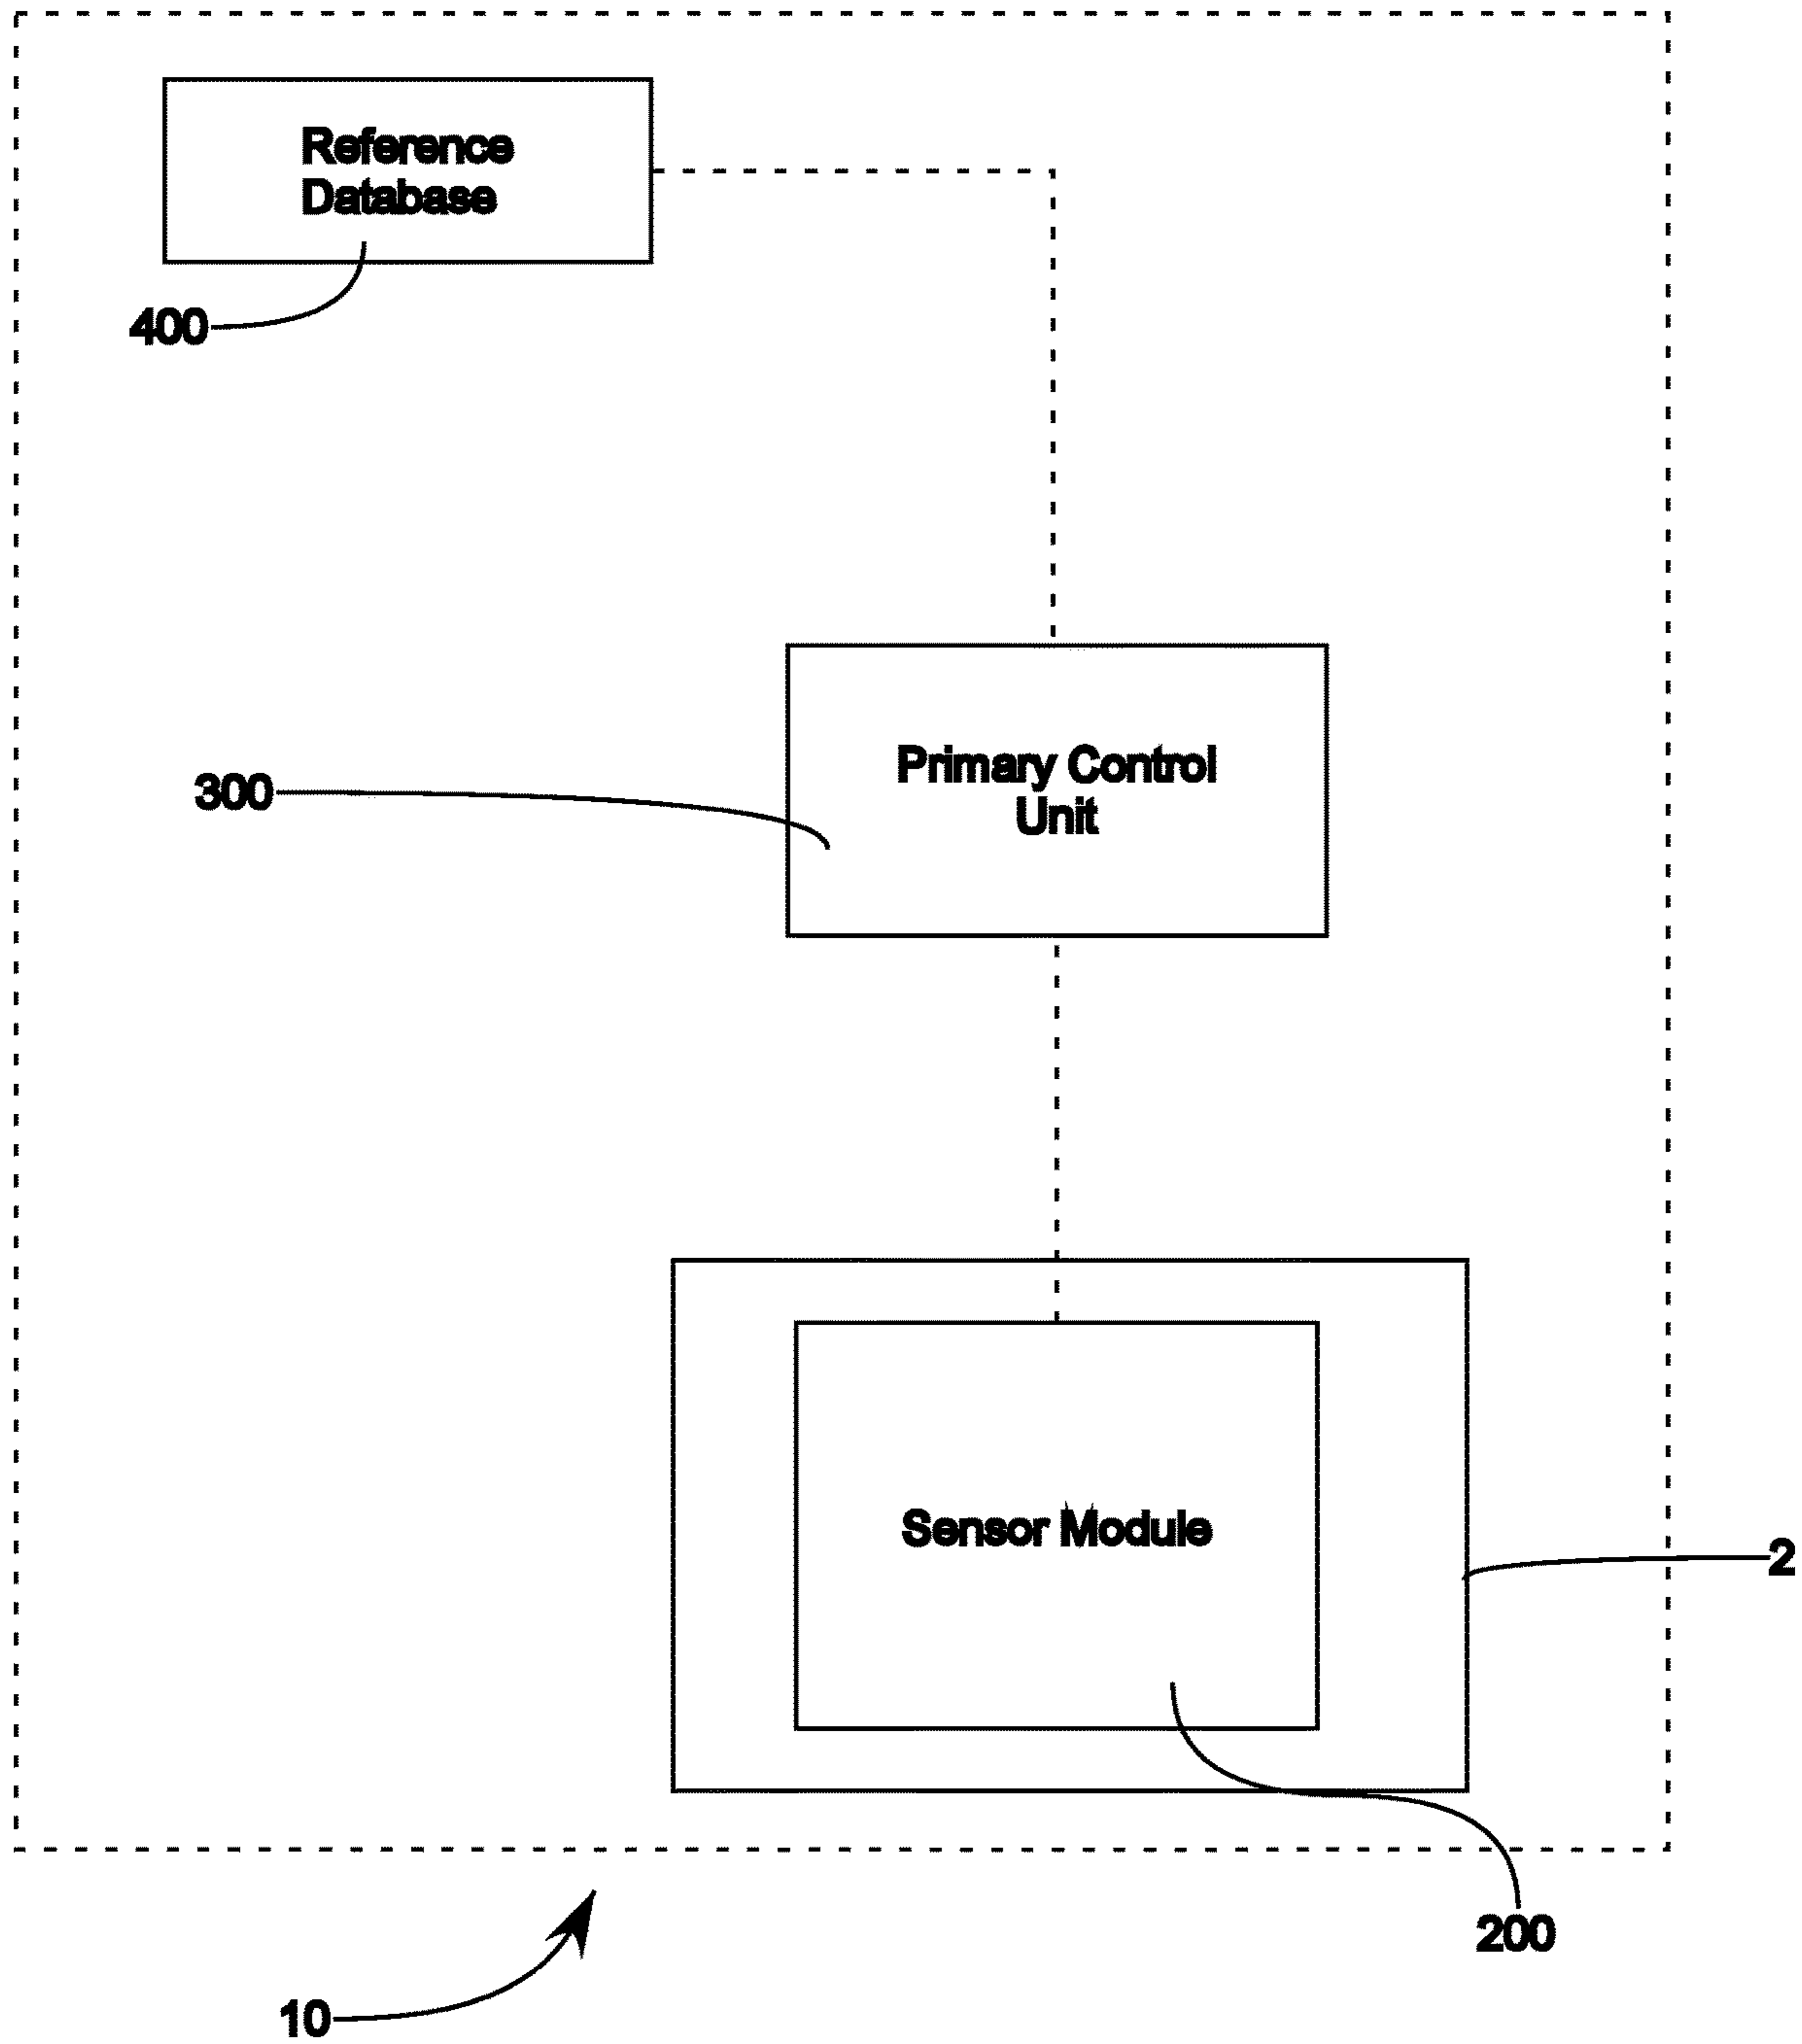 Reference
Database
400
Primary Control
Unit
300
Sensor Module
2
200
10